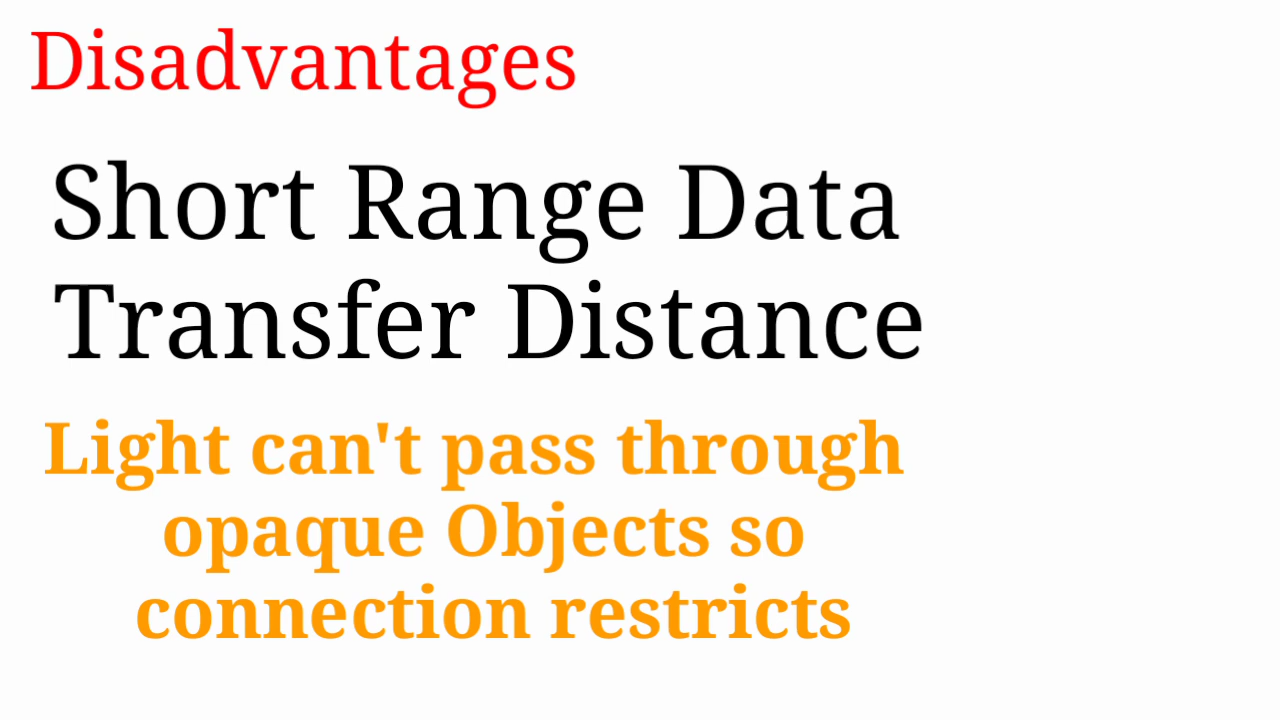 Disadvantages
Short Range Data
Transfer Distance
Light can't pass through
opaque Objects so
connection restricts